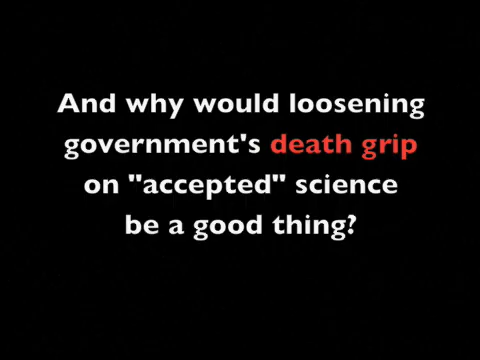 And why would loosening
government's death grip
on "accepted" science
be a good thing?